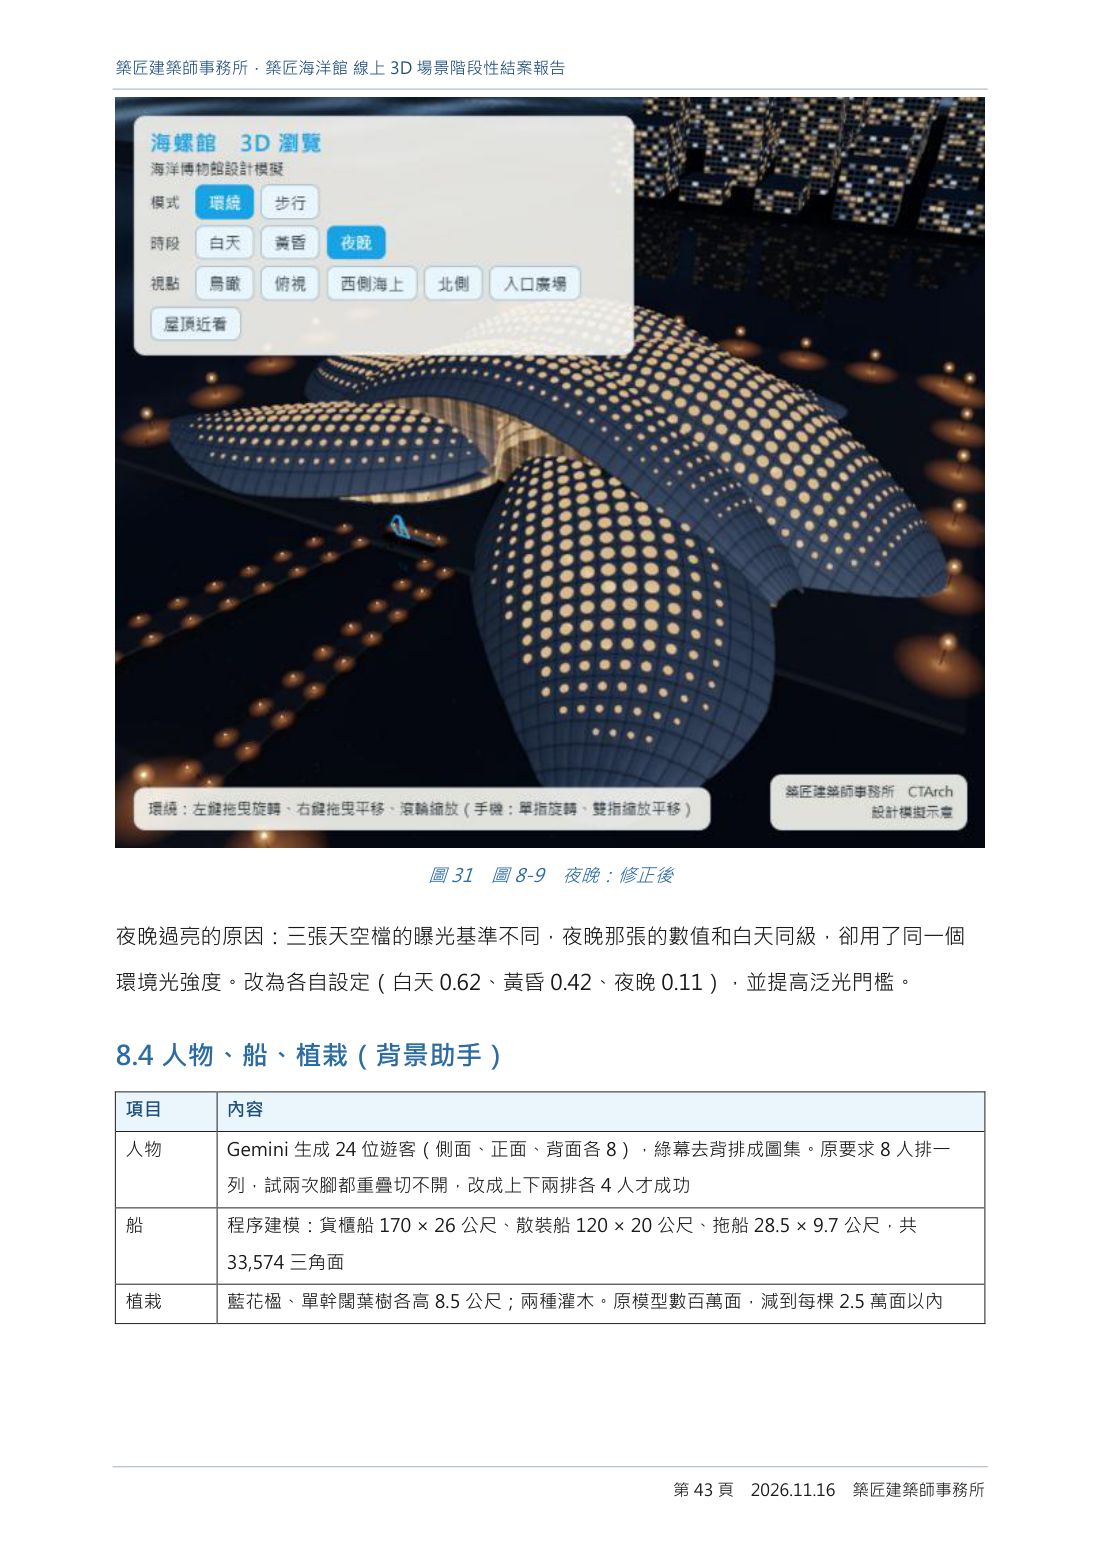 築匠建築師事務所．築匠海洋館 線上 3D 場景階段性結案報告
海螺館　3D 瀏覽
海洋博物館設計模擬
模式 環繞 步行
時段 白天 黃昏 夜晚
視點 鳥瞰 俯視 西側海上 北側 入口廣場
屋頂近看
環繞：左鍵拖曳旋轉、右鍵拖曳平移、滾輪縮放（手機：單指旋轉、雙指縮放平移）
築匠建築師事務所　CTArch
設計模擬示意
圖 31　圖 8-9　夜晚：修正後
夜晚過亮的原因：三張天空檔的曝光基準不同，夜晚那張的數值和白天同級，卻用了同一個
環境光強度。改為各自設定（白天 0.62、黃昏 0.42、夜晚 0.11），並提高泛光門檻。
8.4 人物、船、植栽（背景助手）
項目 內容
人物 Gemini 生成 24 位遊客（側面、正面、背面各 8），綠幕去背排成圖集。原要求 8 人排一
列，試兩次腳都重疊切不開，改成上下兩排各 4 人才成功
船 程序建模：貨櫃船 170 × 26 公尺、散裝船 120 × 20 公尺、拖船 28.5 × 9.7 公尺，共
33,574 三角面
植栽 藍花楹、單幹闊葉樹各高 8.5 公尺；兩種灌木。原模型數百萬面，減到每棵 2.5 萬面以內
第 43 頁　2026.11.16　築匠建築師事務所